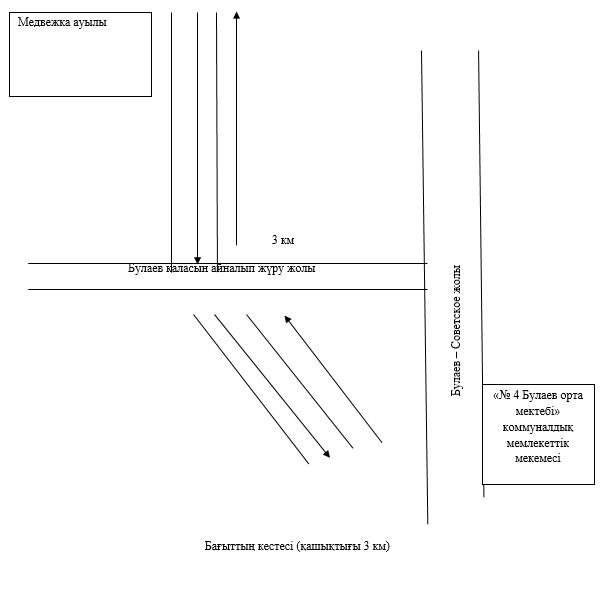 Медвежка ауылы
3 км
Булаев қаласын айналып жүру жолы
Булаев – Советское жолы
«№ 4 Булаев орта
мектебі»
коммуналдық
мемлекеттік
мекемесі
Бағыттың кестесі (қашықтығы 3 км)